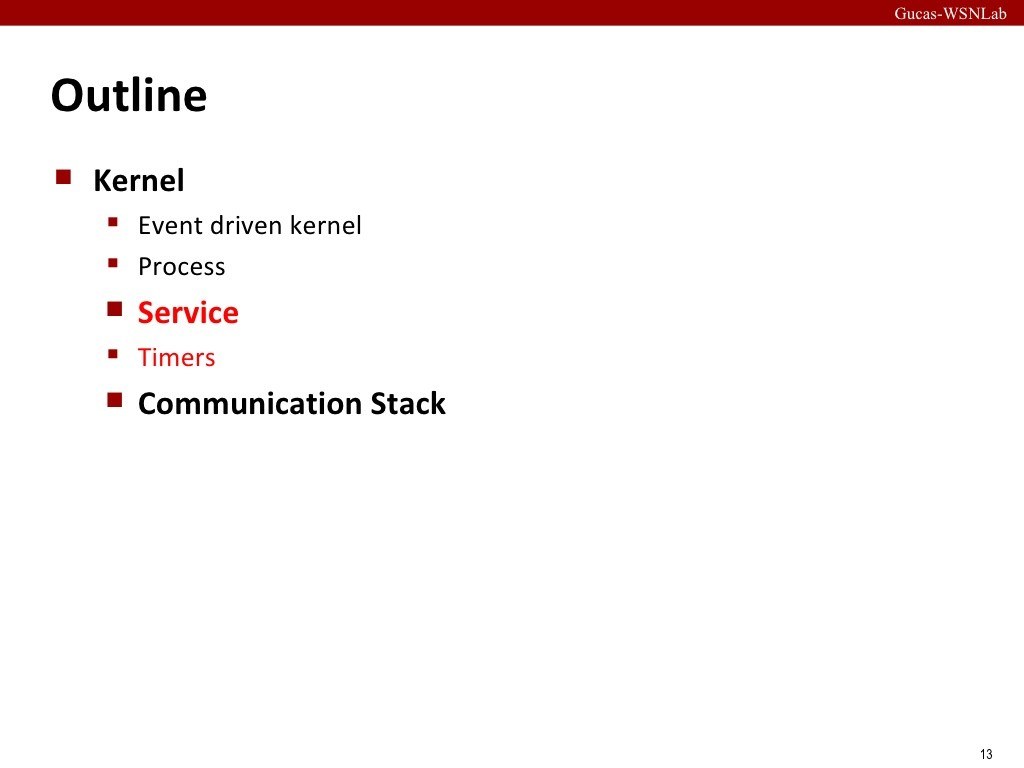 Gucas-WSNLab
Outline
Kernel
Event driven kernel
Process
Service
Timers
Communication Stack
13